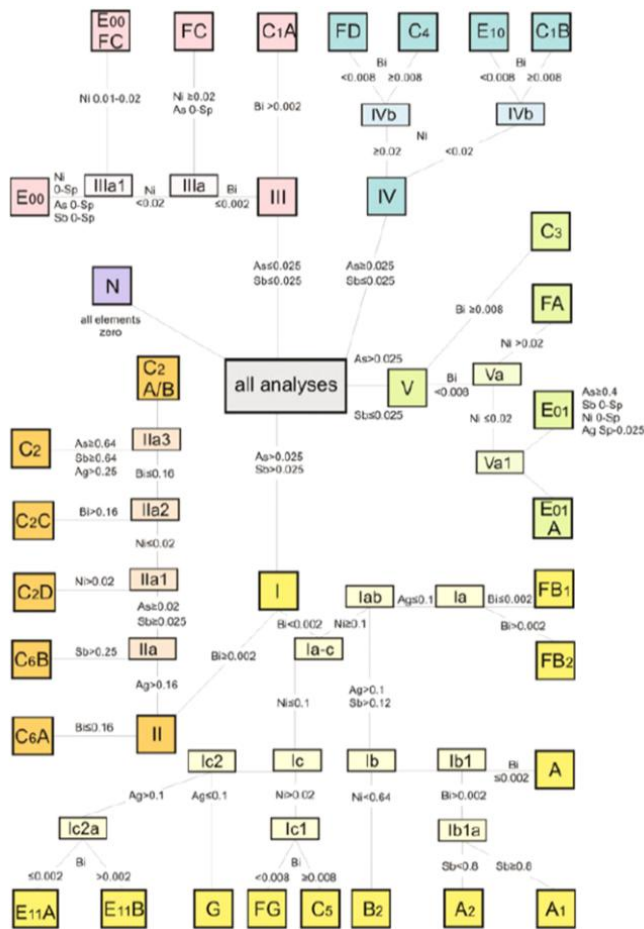 E00
FC
FC
C1A
FD
C4
E10
C1B
Bi
<0.008 ≥0.008
Bi
<0.008 ≥0.008
Ni 0.01-0.02
Ni ≥0.02
As 0-Sp
Bi >0.002
IVb
IVb
Ni
≥0.02
<0.02
E00
Ni
0-Sp
As 0-Sp
Sb 0-Sp
IIIa1
Ni
<0.02
IIIa
Bi
≤0.002
III
IV
As≤0.025
Sb≤0.025
As≥0.025
Sb≤0.025
C3
N
all elements
zero
Bi ≥0.008
FA
Ni >0.02
C2
A/B
all analyses
As>0.025
Sb≤0.025
V
Bi
<0.008
Va
Ni ≤0.02
E01
As≥0.4
Sb 0-Sp
Ni 0-Sp
Ag Sp-0.025
Va1
E01
A
C2
As≥0.64
Sb≥0.64
Ag>0.25
IIa3
Bi≤0.16
As>0.025
Sb>0.025
C2C
Bi>0.16
IIa2
Ni≤0.02
C2D
Ni>0.02
IIa1
As≥0.02
Sb≥0.025
I
Iab
Ag≤0.1
Ia
Bi≤0.002
FB1
Bi<0.002
Ni≥0.1
Bi>0.002
C6B
Sb>0.25
IIa
Ag>0.16
Bi≥0.002
Ia-c
FB2
C6A
Bi≤0.16
II
Ni≤0.1
Ag>0.1
Sb>0.12
Ic2
Ic
Ib
Ib1
Bi
≤0.002
A
Ag>0.1
Ag≤0.1
Ni>0.02
Ni<0.64
Bi>0.002
Ic2a
Ic1
Ib1a
Bi
≤0.002 >0.002
Bi
<0.008 ≥0.008
Sb<0.8
Sb≥0.8
E11A
E11B
G
FG
C5
B2
A2
A1